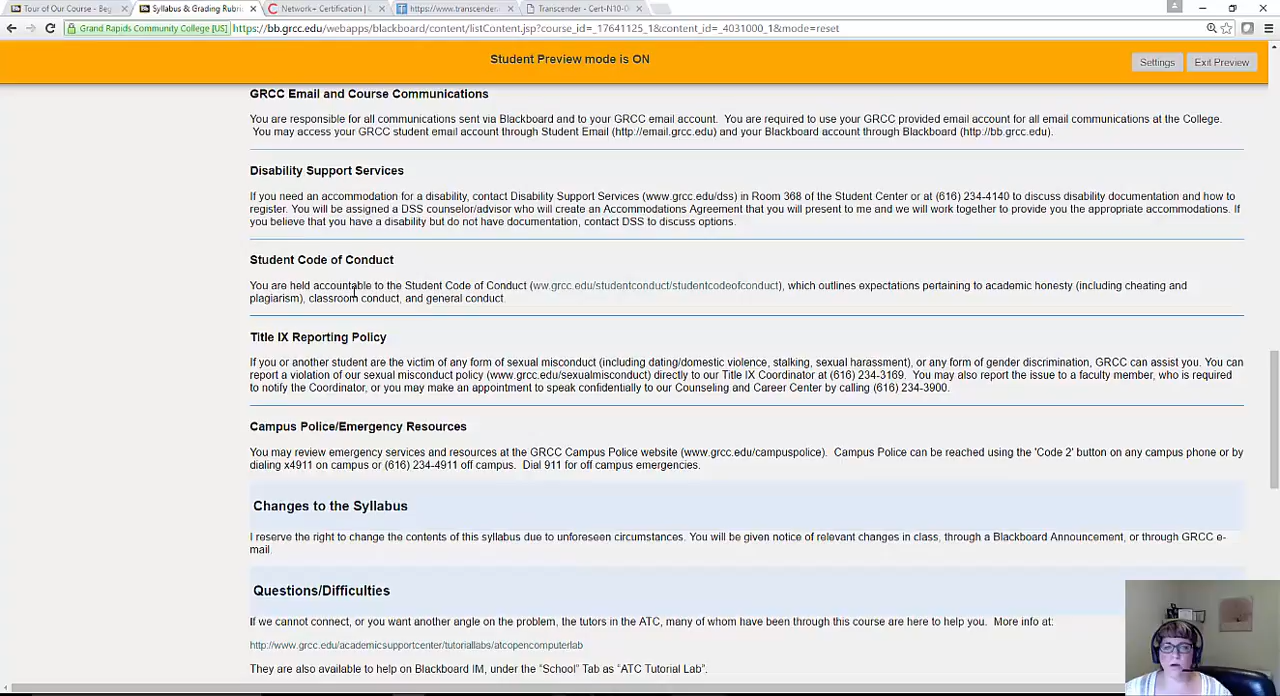 Tour of Our Course - Beg
Syllabus & Grading Rubri
Network+ Certification |
https://www.transcender
Transcender - Cert-N10-0
Grand Rapids Community College [US]
https://bb.grcc.edu/webapps/blackboard/content/listContent.jsp?course_id=_17641125_1&content_id=_4031000_1&mode=reset
Student Preview mode is ON
Settings
Exit Preview
GRCC Email and Course Communications
You are responsible for all communications sent via Blackboard and to your GRCC email account. You are required to use your GRCC provided email account for all email communications at the College.
You may access your GRCC student email account through Student Email (http://email.grcc.edu) and your Blackboard account through Blackboard (http://bb.grcc.edu).
Disability Support Services
If you need an accommodation for a disability, contact Disability Support Services (www.grcc.edu/dss) in Room 368 of the Student Center or at (616) 234-4140 to discuss disability documentation and how to
register. You will be assigned a DSS counselor/advisor who will create an Accommodations Agreement that you will present to me and we will work together to provide you the appropriate accommodations. If
you believe that you have a disability but do not have documentation, contact DSS to discuss options.
Student Code of Conduct
You are held accountable to the Student Code of Conduct (ww.grcc.edu/studentconduct/studentcodeofconduct), which outlines expectations pertaining to academic honesty (including cheating and
plagiarism), classroom conduct, and general conduct.
Title IX Reporting Policy
If you or another student are the victim of any form of sexual misconduct (including dating/domestic violence, stalking, sexual harassment), or any form of gender discrimination, GRCC can assist you. You can
report a violation of our sexual misconduct policy (www.grcc.edu/sexualmisconduct) directly to our Title IX Coordinator at (616) 234-3169. You may also report the issue to a faculty member, who is required
to notify the Coordinator, or you may make an appointment to speak confidentially to our Counseling and Career Center by calling (616) 234-3900.
Campus Police/Emergency Resources
You may review emergency services and resources at the GRCC Campus Police website (www.grcc.edu/campuspolice). Campus Police can be reached using the 'Code 2' button on any campus phone or by
dialing x4911 on campus or (616) 234-4911 off campus. Dial 911 for off campus emergencies.
Changes to the Syllabus
I reserve the right to change the contents of this syllabus due to unforeseen circumstances. You will be given notice of relevant changes in class, through a Blackboard Announcement, or through GRCC e-
mail.
Questions/Difficulties
If we cannot connect, or you want another angle on the problem, the tutors in the ATC, many of whom have been through this course are here to help you. More info at:
http://www.grcc.edu/academicsupportcenter/tutoriallabs/atcopencomputerlab
They are also available to help on Blackboard IM, under the "School" Tab as "ATC Tutorial Lab".